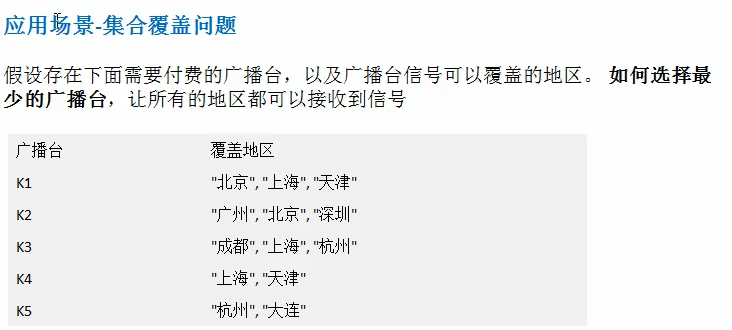 应用场景-集合覆盖问题
假设存在下面需要付费的广播台，以及广播台信号可以覆盖的地区。 如何选择最
少的广播台，让所有的地区都可以接收到信号
广播台 覆盖地区
K1 "北京", "上海", "天津"
K2 "广州", "北京", "深圳"
K3 "成都", "上海", "杭州"
K4 "上海", "天津"
K5 "杭州", "大连"